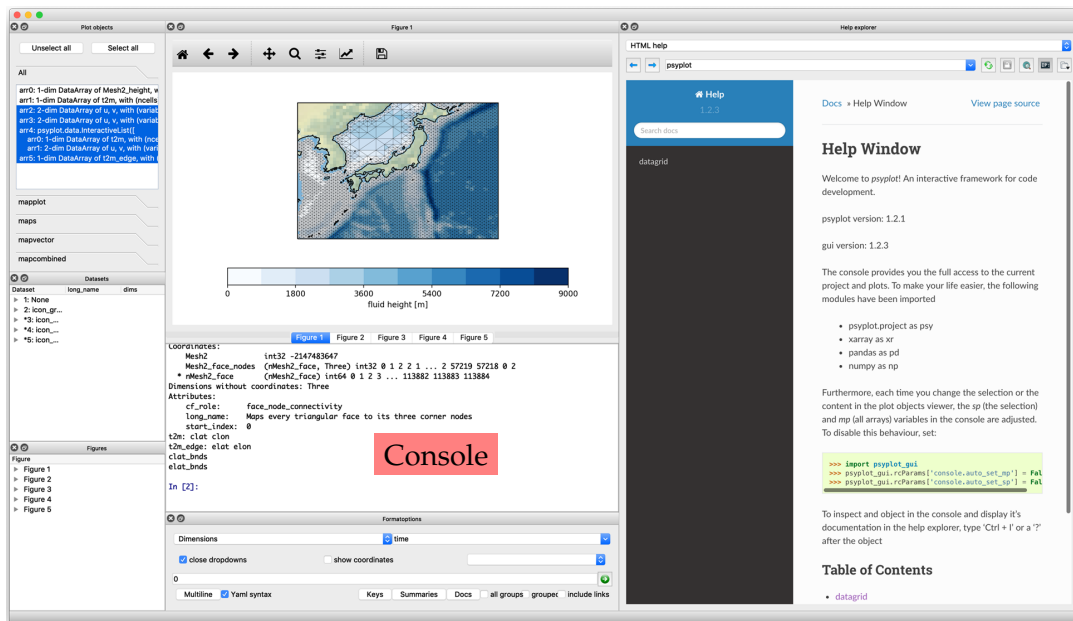 Plot objects
Unselect all Select all
All
arr0: 1-dim DataArray of Mesh2_height, w
arr1: 1-dim DataArray of t2m, with (ncells
arr2: 2-dim DataArray of u, v, with (variab
arr3: 2-dim DataArray of u, v, with (variab
arr4: psyplot.data.InteractiveList([
arr0: 1-dim DataArray of t2m, with (nce
arr1: 2-dim DataArray of u, v, with (vari
arr5: 1-dim DataArray of t2m_edge, with (
mapplot
maps
mapvector
mapcombined
Datasets
Dataset long_name dims
1: None
2: icon_gr...
*3: icon_...
*4: icon_...
*5: icon_...
Figures
Figure
Figure 1
Figure 2
Figure 3
Figure 4
Figure 5
Figure 1
0 1800 3600 5400 7200 9000
fluid height [m]
Figure 1 Figure 2 Figure 3 Figure 4 Figure 5
Coordinates:
Mesh2 int32 -2147483647
Mesh2_face_nodes (nMesh2_face, Three) int32 0 1 2 2 1 ... 2 57219 57218 0 2
* nMesh2_face (nMesh2_face) int64 0 1 2 3 ... 113882 113883 113884
Dimensions without coordinates: Three
Attributes:
cf_role: face_node_connectivity
long_name: Maps every triangular face to its three corner nodes
start_index: 0
t2m: clat clon
t2m_edge: elat elon
clat_bnds
elat_bnds
Console
In [2]:
Formatoptions
Dimensions time
close dropdowns show coordinates
0
Multiline Yaml syntax Keys Summaries Docs all groups grouped include links
Help explorer
HTML help
psyplot
Help
1.2.3
Search docs
datagrid
Docs » Help Window View page source
Help Window
Welcome to psyplot! An interactive framework for code
development.
psyplot version: 1.2.1
gui version: 1.2.3
The console provides you the full access to the current
project and plots. To make your life easier, the following
modules have been imported
• psyplot.project as psy
• xarray as xr
• pandas as pd
• numpy as np
Furthermore, each time you change the selection or the
content in the plot objects viewer, the sp (the selection)
and mp (all arrays) variables in the console are adjusted.
To disable this behaviour, set:
>>> import psyplot_gui
>>> psyplot_gui.rcParams['console.auto_set_mp'] = Fal
>>> psyplot_gui.rcParams['console.auto_set_sp'] = Fal
To inspect and object in the console and display it's
documentation in the help explorer, type 'Ctrl + I' or a '?'
after the object
Table of Contents
• datagrid